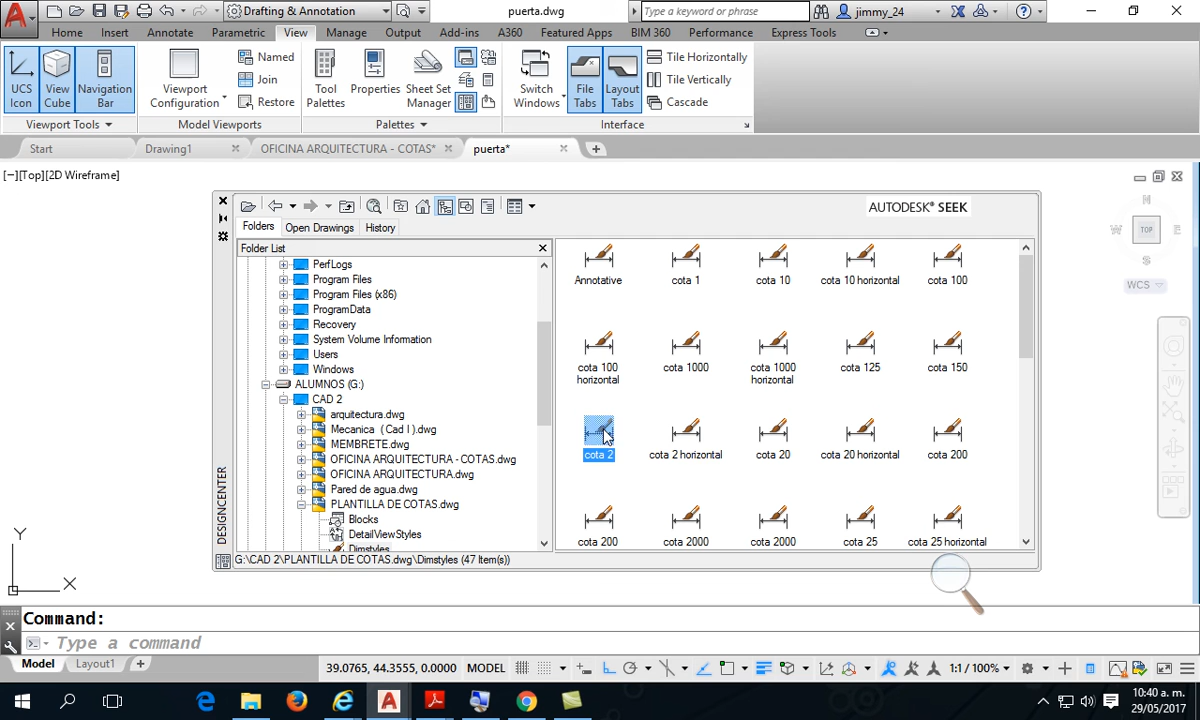 Drafting & Annotation
puerta.dwg
Type a keyword or phrase
jimmy_24
Home Insert Annotate Parametric View Manage Output Add-ins A360 Featured Apps BIM 360 Performance Express Tools
UCS Icon
View Cube
Navigation Bar
Viewport Configuration
Named
Join
Restore
Tool Palettes
Properties
Sheet Set Manager
Switch Windows
File Tabs
Layout Tabs
Tile Horizontally
Tile Vertically
Cascade
Viewport Tools
Model Viewports
Palettes
Interface
Start
Drawing1
OFICINA ARQUITECTURA - COTAS*
puerta*
[−][Top][2D Wireframe]
AUTODESK® SEEK
Folders Open Drawings History
Folder List
PerfLogs
Program Files
Program Files (x86)
ProgramData
Recovery
System Volume Information
Users
Windows
ALUMNOS (G:)
CAD 2
arquitectura.dwg
Mecanica ( Cad I ).dwg
MEMBRETE.dwg
OFICINA ARQUITECTURA - COTAS.dwg
OFICINA ARQUITECTURA.dwg
Pared de agua.dwg
PLANTILLA DE COTAS.dwg
Blocks
DetailViewStyles
Dimstyles
Annotative cota 1 cota 10 cota 10 horizontal cota 100
cota 100 horizontal cota 1000 cota 1000 horizontal cota 125 cota 150
cota 2 cota 2 horizontal cota 20 cota 20 horizontal cota 200
cota 200 cota 2000 cota 2000 cota 25 cota 25 horizontal
DESIGNCENTER
G:\CAD 2\PLANTILLA DE COTAS.dwg\Dimstyles (47 Item(s))
N
W TOP E
S
WCS
Y
X
Command:
Type a command
Model Layout1
39.0765, 44.3555, 0.0000 MODEL
1:1 / 100%
10:40 a. m.
29/05/2017